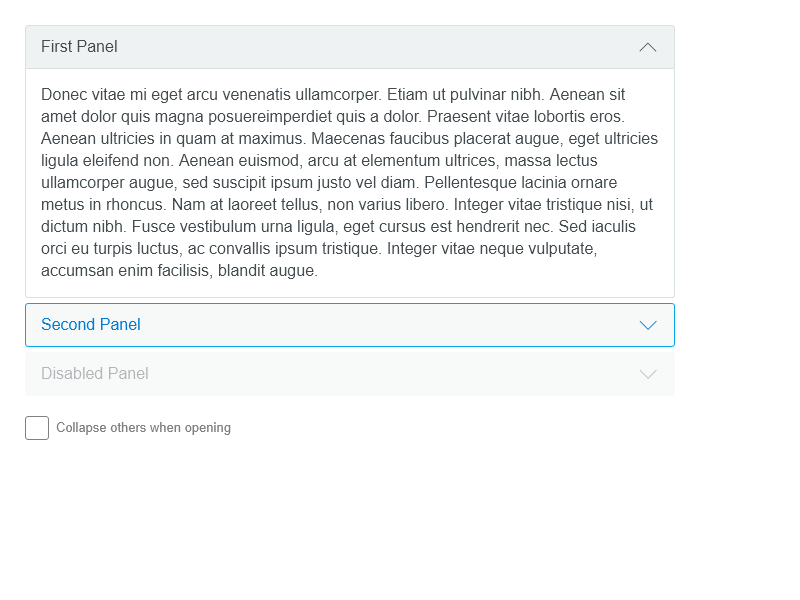 First Panel
Donec vitae mi eget arcu venenatis ullamcorper. Etiam ut pulvinar nibh. Aenean sit
amet dolor quis magna posuereimperdiet quis a dolor. Praesent vitae lobortis eros.
Aenean ultricies in quam at maximus. Maecenas faucibus placerat augue, eget ultricies
ligula eleifend non. Aenean euismod, arcu at elementum ultrices, massa lectus
ullamcorper augue, sed suscipit ipsum justo vel diam. Pellentesque lacinia ornare
metus in rhoncus. Nam at laoreet tellus, non varius libero. Integer vitae tristique nisi, ut
dictum nibh. Fusce vestibulum urna ligula, eget cursus est hendrerit nec. Sed iaculis
orci eu turpis luctus, ac convallis ipsum tristique. Integer vitae neque vulputate,
accumsan enim facilisis, blandit augue.
Second Panel
Disabled Panel
Collapse others when opening